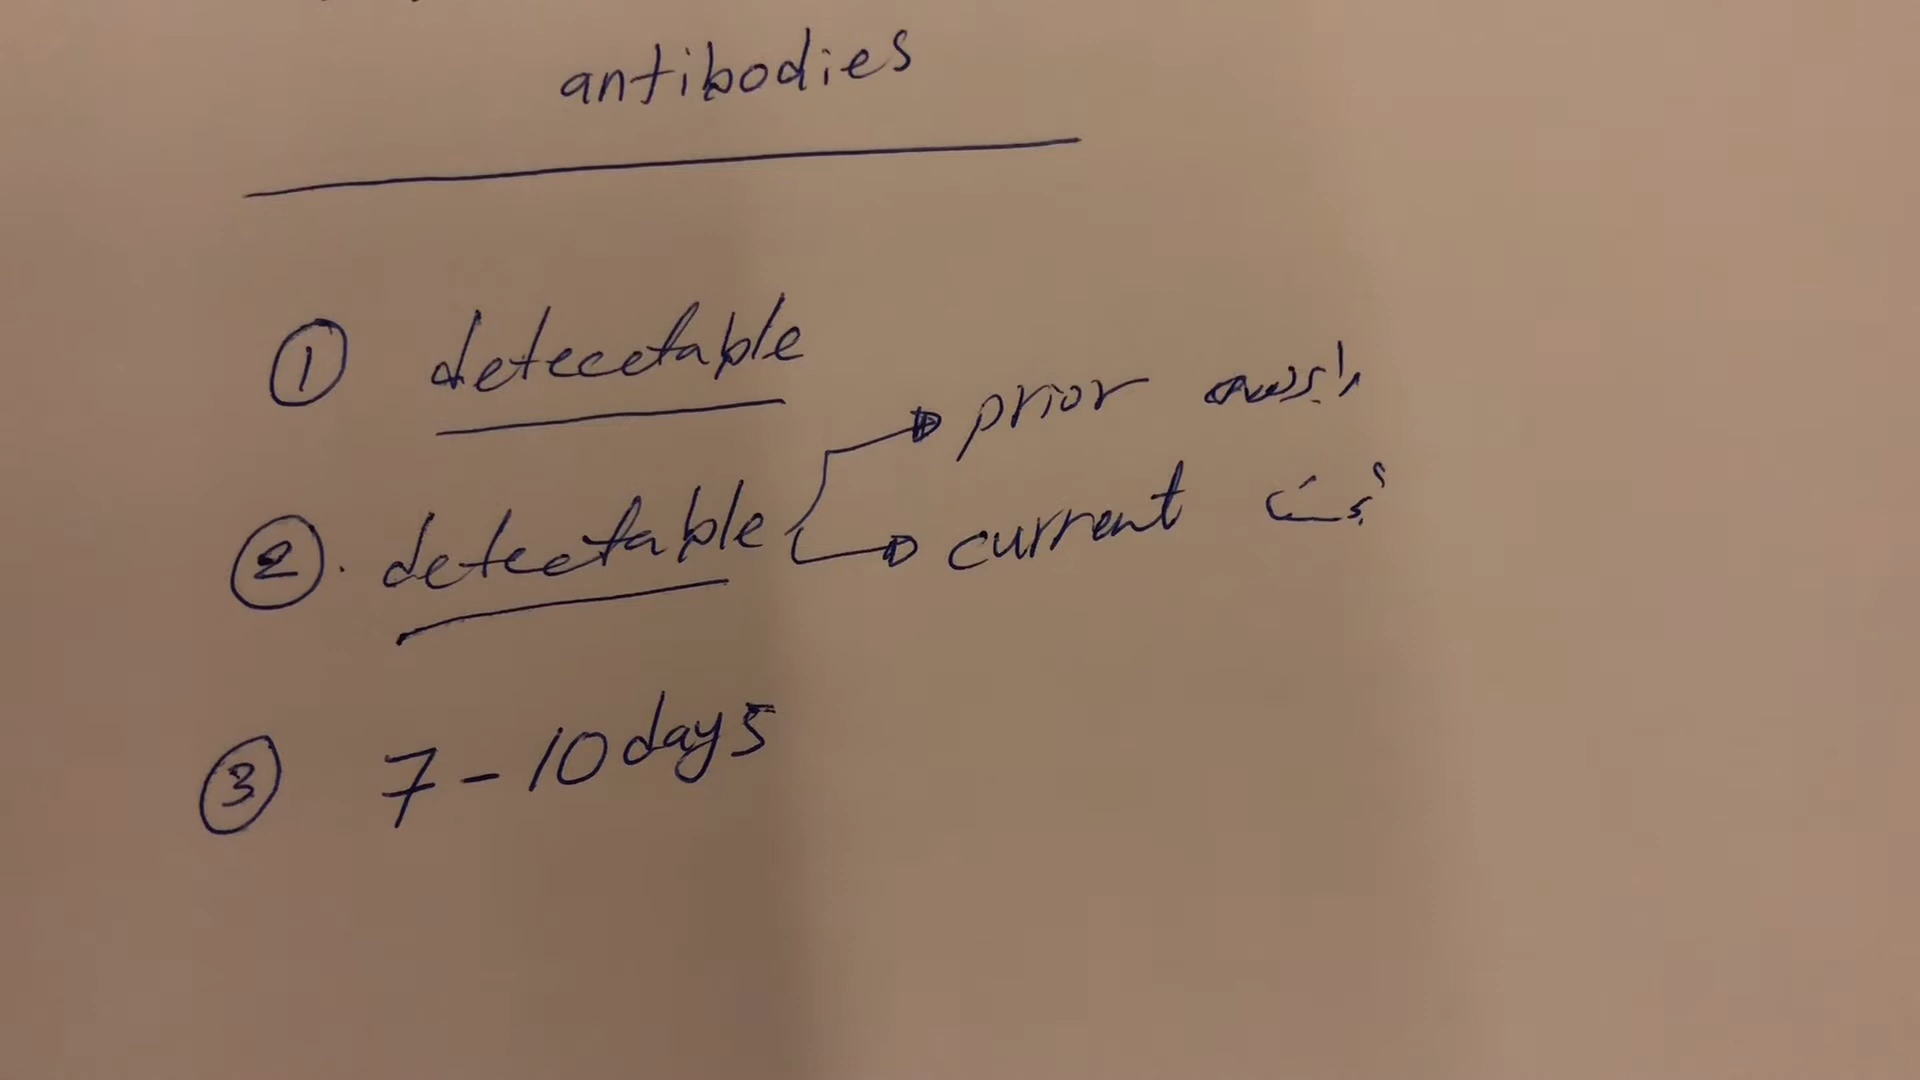 antibodies
① detecetable
②. detectable
prior
current
③ 7 - 10 days